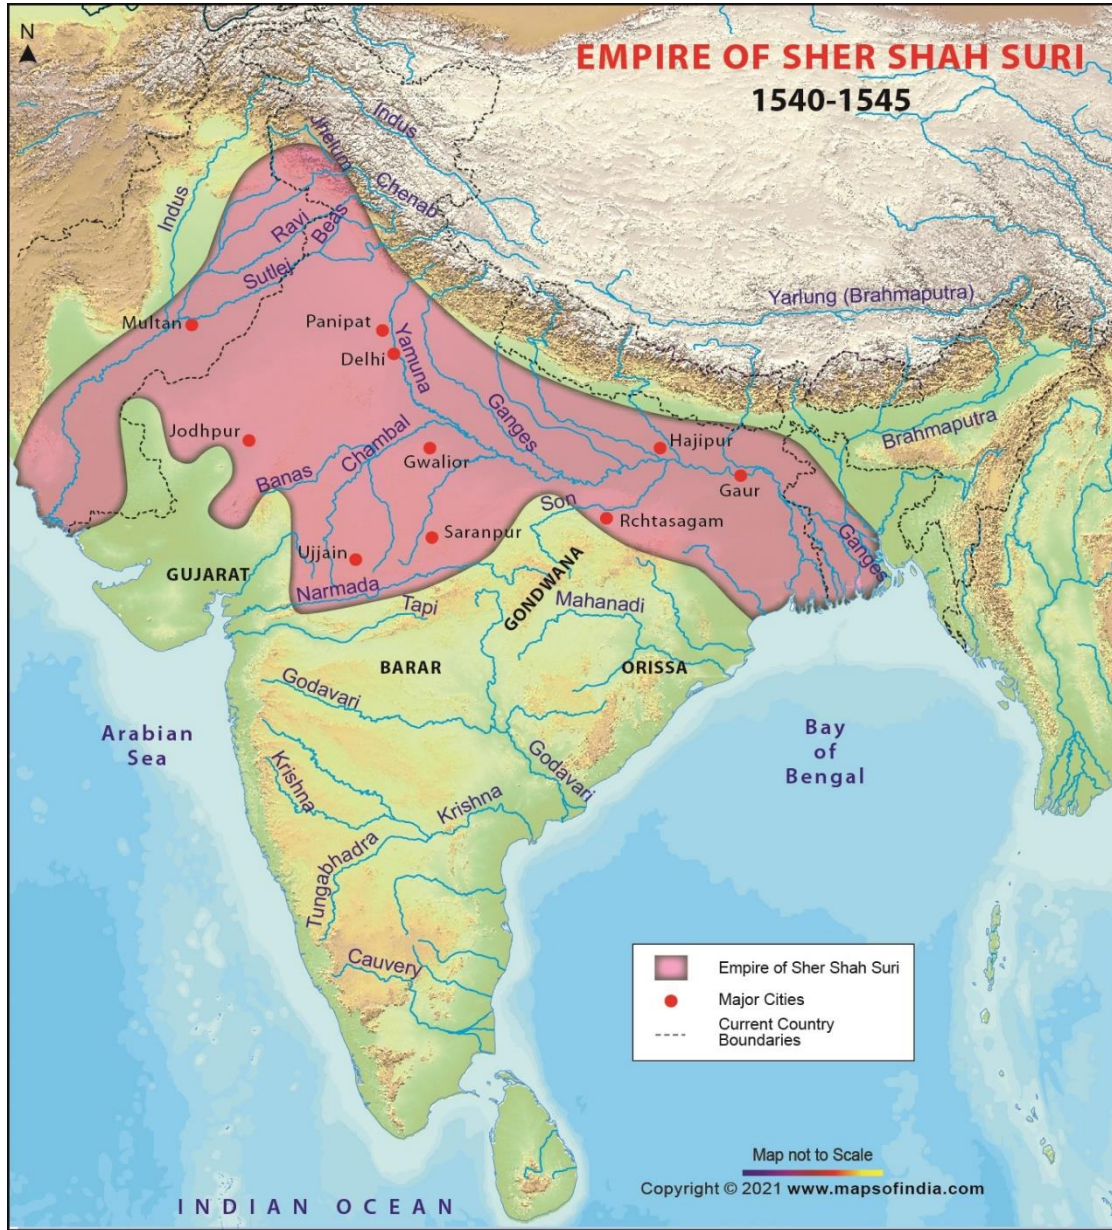 N
EMPIRE OF SHER SHAH SURI
1540-1545
Indus
Jhelum
Chenab
Indus
Ravi
Beas
Sutlej
Yarlung (Brahmaputra)
Multan
Panipat
Delhi
Yamuna
Ganges
Brahmaputra
Jodhpur
Chambal
Banas
Gwalior
Hajipur
Gaur
Son
Rchtasagam
Ganges
Saranpur
Ujjain
GUJARAT
Narmada
Tapi
GONDWANA
Mahanadi
BARAR
ORISSA
Godavari
Arabian
Sea
Bay
of
Bengal
Godavari
Krishna
Krishna
Tungabhadra
Cauvery
Empire of Sher Shah Suri
Major Cities
Current Country
Boundaries
Map not to Scale
Copyright © 2021 www.mapsofindia.com
INDIAN OCEAN